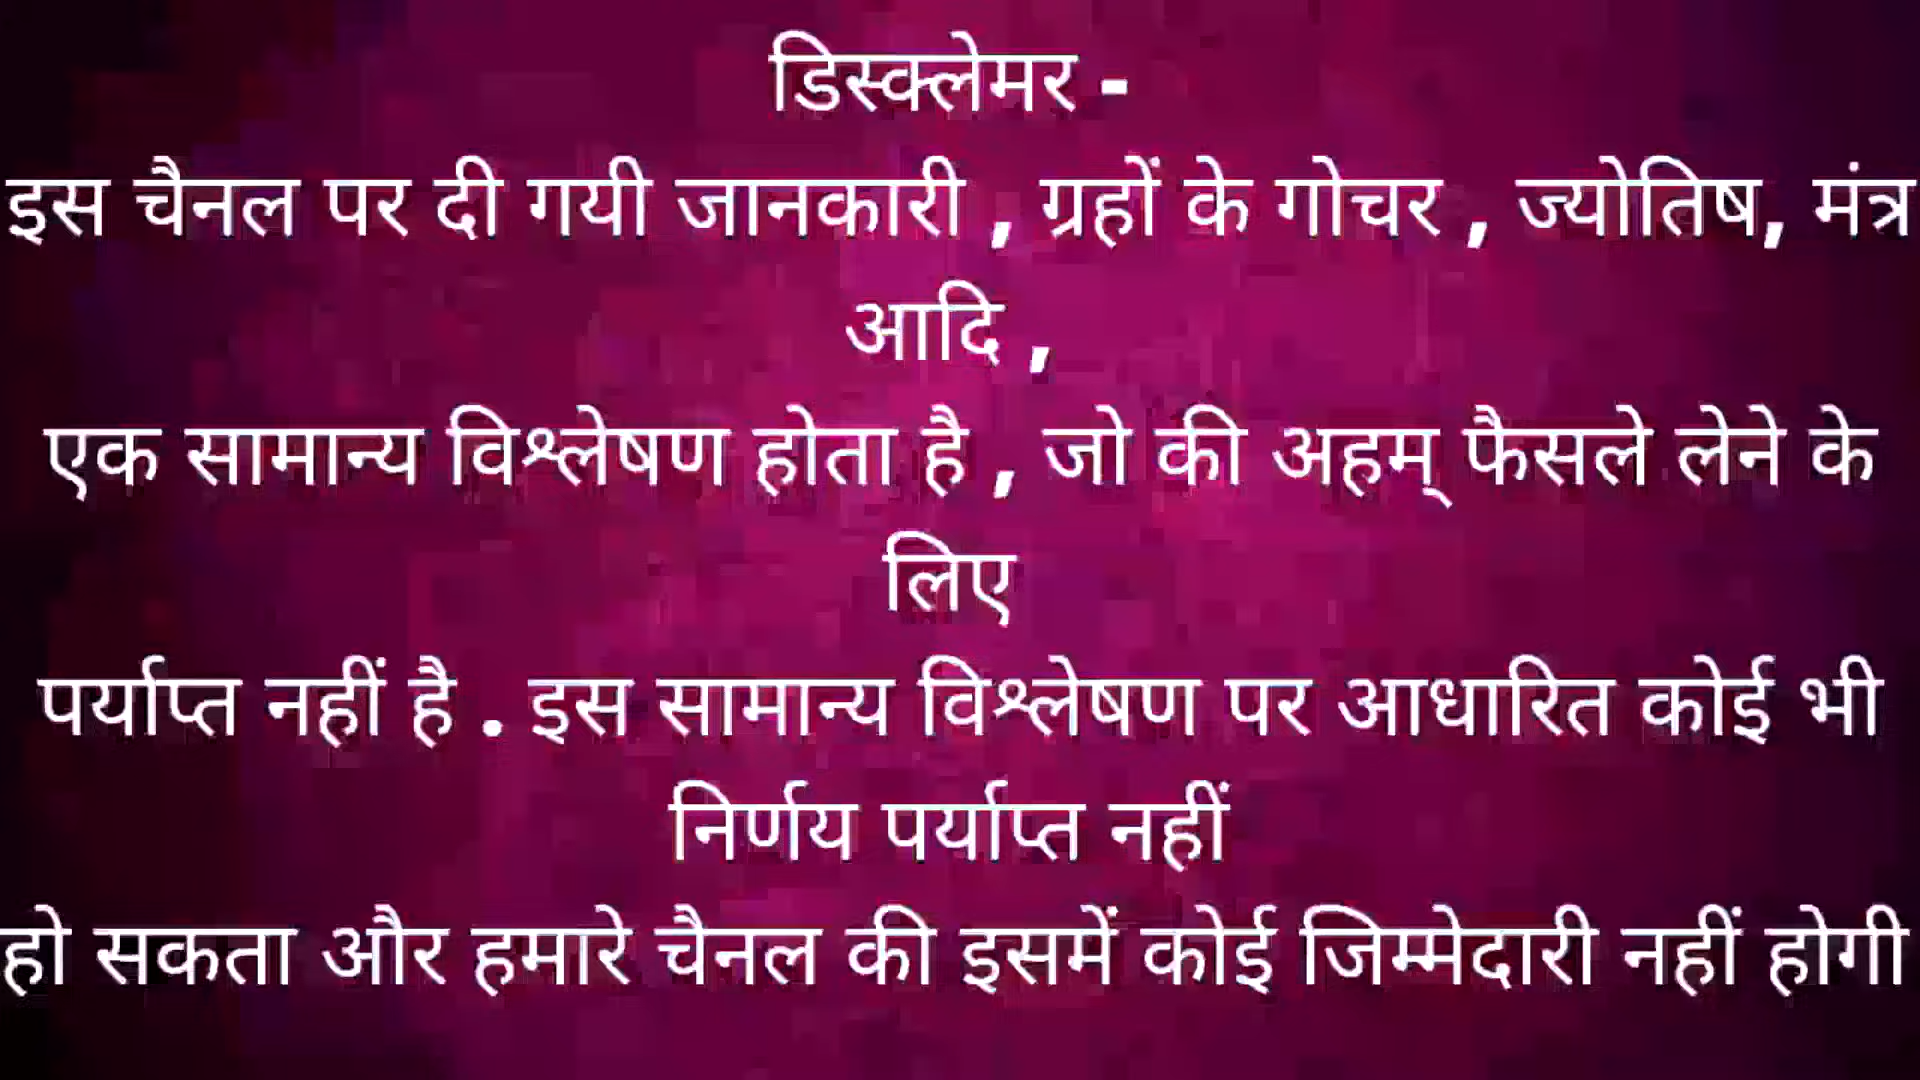 डिस्क्लेमर -
इस चैनल पर दी गयी जानकारी , ग्रहों के गोचर , ज्योतिष, मंत्र
आदि ,
एक सामान्य विश्लेषण होता है , जो की अहम् फैसले लेने के
लिए
पर्याप्त नहीं है . इस सामान्य विश्लेषण पर आधारित कोई भी
निर्णय पर्याप्त नहीं
हो सकता और हमारे चैनल की इसमें कोई जिम्मेदारी नहीं होगी